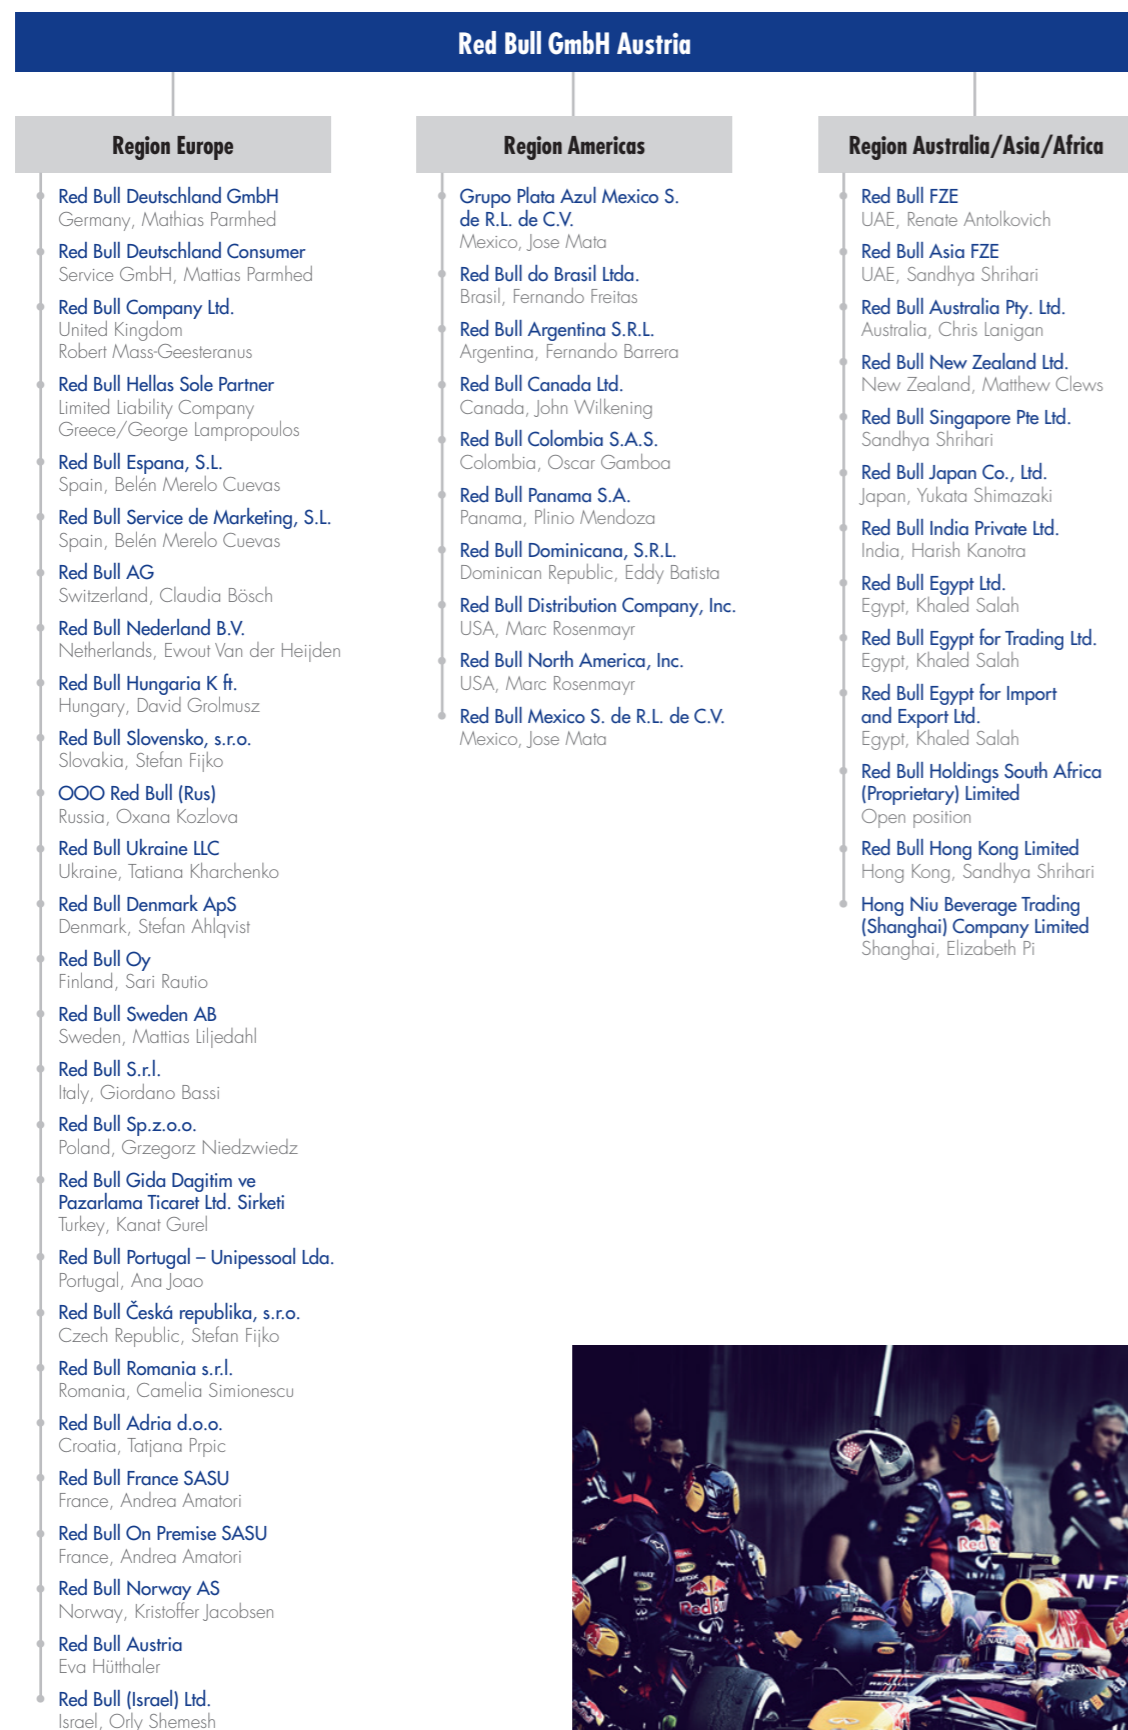 Red Bull GmbH Austria
Region Europe
Red Bull Deutschland GmbH
Germany, Mathias Parmhed
Red Bull Deutschland Consumer
Service GmbH, Mattias Parmhed
Red Bull Company Ltd.
United Kingdom
Robert Mass-Geesteranus
Red Bull Hellas Sole Partner
Limited Liability Company
Greece/George Lampropoulos
Red Bull Espana, S.L.
Spain, Belén Merelo Cuevas
Red Bull Service de Marketing, S.L.
Spain, Belén Merelo Cuevas
Red Bull AG
Switzerland, Claudia Bösch
Red Bull Nederland B.V.
Netherlands, Ewout Van der Heijden
Red Bull Hungaria K ft.
Hungary, David Grolmusz
Red Bull Slovensko, s.r.o.
Slovakia, Stefan Fijko
OOO Red Bull (Rus)
Russia, Oxana Kozlova
Red Bull Ukraine LLC
Ukraine, Tatiana Kharchenko
Red Bull Denmark ApS
Denmark, Stefan Ahlqvist
Red Bull Oy
Finland, Sari Rautio
Red Bull Sweden AB
Sweden, Mattias Liljedahl
Red Bull S.r.l.
Italy, Giordano Bassi
Red Bull Sp.z.o.o.
Poland, Grzegorz Niedzwiedz
Red Bull Gida Dagitim ve
Pazarlama Ticaret Ltd. Sirketi
Turkey, Kanat Gurel
Red Bull Portugal – Unipessoal Lda.
Portugal, Ana Joao
Red Bull Česká republika, s.r.o.
Czech Republic, Stefan Fijko
Red Bull Romania s.r.l.
Romania, Camelia Simionescu
Red Bull Adria d.o.o.
Croatia, Tatjana Prpic
Red Bull France SASU
France, Andrea Amatori
Red Bull On Premise SASU
France, Andrea Amatori
Red Bull Norway AS
Norway, Kristoffer Jacobsen
Red Bull Austria
Eva Hütthaler
Red Bull (Israel) Ltd.
Israel, Orly Shemesh
Region Americas
Grupo Plata Azul Mexico S.
de R.L. de C.V.
Mexico, Jose Mata
Red Bull do Brasil Ltda.
Brasil, Fernando Freitas
Red Bull Argentina S.R.L.
Argentina, Fernando Barrera
Red Bull Canada Ltd.
Canada, John Wilkening
Red Bull Colombia S.A.S.
Colombia, Oscar Gamboa
Red Bull Panama S.A.
Panama, Plinio Mendoza
Red Bull Dominicana, S.R.L.
Dominican Republic, Eddy Batista
Red Bull Distribution Company, Inc.
USA, Marc Rosenmayr
Red Bull North America, Inc.
USA, Marc Rosenmayr
Red Bull Mexico S. de R.L. de C.V.
Mexico, Jose Mata
Region Australia/Asia/Africa
Red Bull FZE
UAE, Renate Antolkovich
Red Bull Asia FZE
UAE, Sandhya Shrihari
Red Bull Australia Pty. Ltd.
Australia, Chris Lanigan
Red Bull New Zealand Ltd.
New Zealand, Matthew Clews
Red Bull Singapore Pte Ltd.
Sandhya Shrihari
Red Bull Japan Co., Ltd.
Japan, Yukata Shimazaki
Red Bull India Private Ltd.
India, Harish Kanotra
Red Bull Egypt Ltd.
Egypt, Khaled Salah
Red Bull Egypt for Trading Ltd.
Egypt, Khaled Salah
Red Bull Egypt for Import
and Export Ltd.
Egypt, Khaled Salah
Red Bull Holdings South Africa
(Proprietary) Limited
Open position
Red Bull Hong Kong Limited
Hong Kong, Sandhya Shrihari
Hong Niu Beverage Trading
(Shanghai) Company Limited
Shanghai, Elizabeth Pi
Red Bull